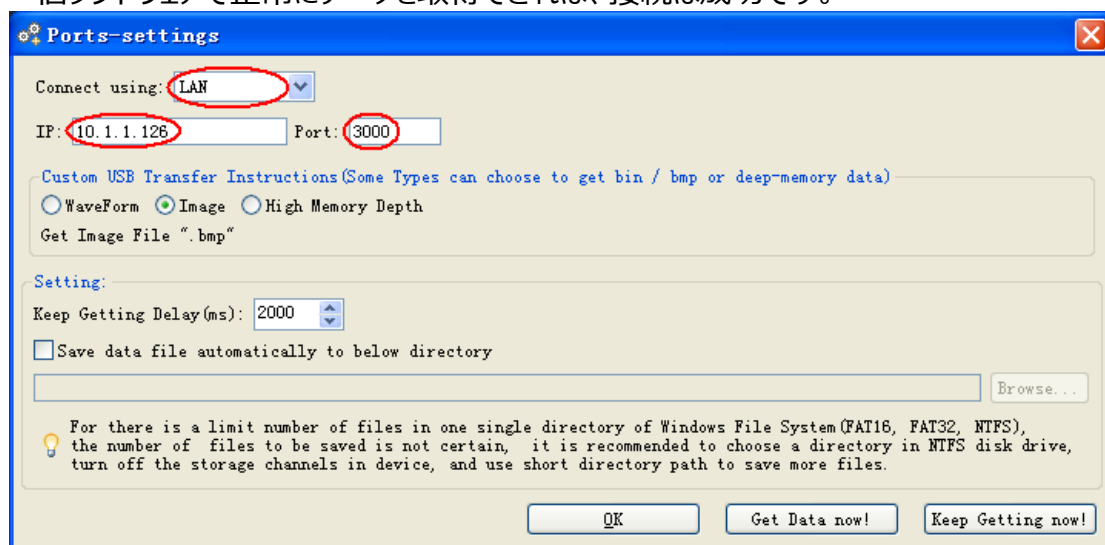 Ports-settings
Connect using: LAN
IP: 10.1.1.126 Port: 3000
Custom USB Transfer Instructions(Some Types can choose to get bin / bmp or deep-memory data)
WaveForm Image High Memory Depth
Get Image File ".bmp"
Setting:
Keep Getting Delay(ms): 2000
Save data file automatically to below directory
Browse...
For there is a limit number of files in one single directory of Windows File System(FAT16, FAT32, NTFS),
the number of files to be saved is not certain, it is recommended to choose a directory in NTFS disk drive,
turn off the storage channels in device, and use short directory path to save more files.
OK Get Data now! Keep Getting now!